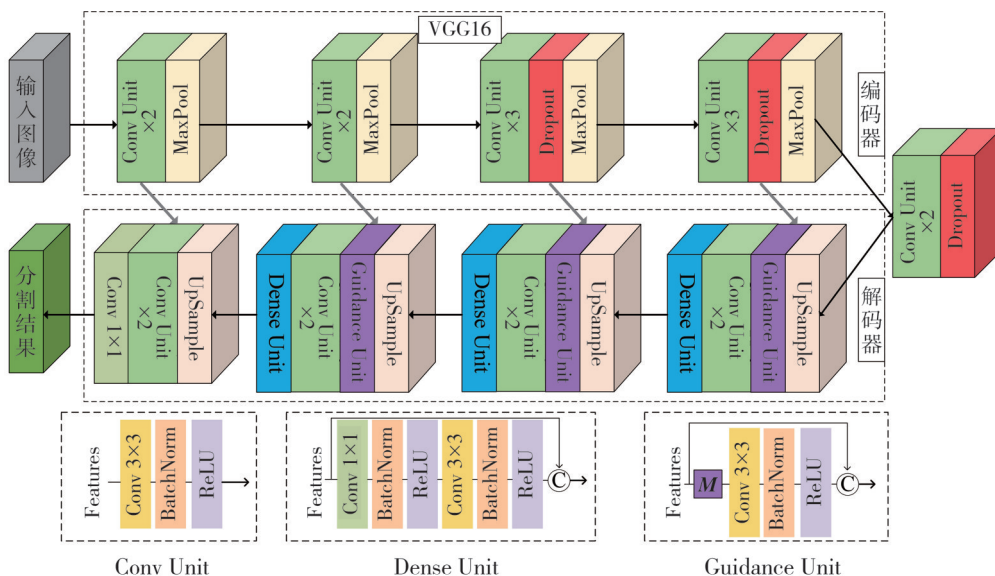 VGG16
输入图像
Conv Unit
×2
MaxPool
Conv Unit
×2
MaxPool
Conv Unit
×3
Dropout
MaxPool
Conv Unit
×3
Dropout
MaxPool
编码器
Conv Unit
×2
Dropout
分割结果
Conv 1×1
Conv Unit
×2
UpSample
Dense Unit
Conv Unit
×2
Guidance Unit
UpSample
Dense Unit
Conv Unit
×2
Guidance Unit
UpSample
Dense Unit
Conv Unit
×2
Guidance Unit
UpSample
解码器
Features
Conv 3×3
BatchNorm
ReLU
Conv Unit
Features
Conv 1×1
BatchNorm
ReLU
Conv 3×3
BatchNorm
ReLU
C
Dense Unit
Features
M
Conv 3×3
BatchNorm
ReLU
C
Guidance Unit